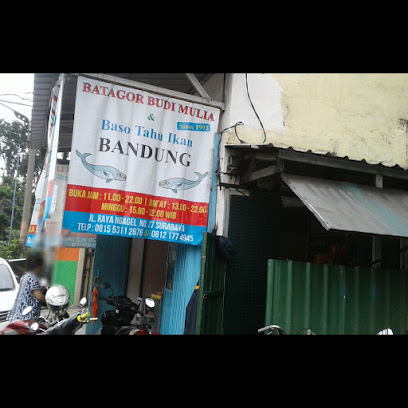 BATAGOR BUDI MULIA
&
Since 1993
Baso Tahu Ikan
BANDUNG
BUKA JAM : 11.00 - 22.00 | JUM'AT : 13.00 - 22.00
MINGGU : 15.00 - 22.00 WIB
JL. RAYA NGAGEL NO. 27 SURABAYA
TELP : 0815 5311 2676 & 0812 177 4945